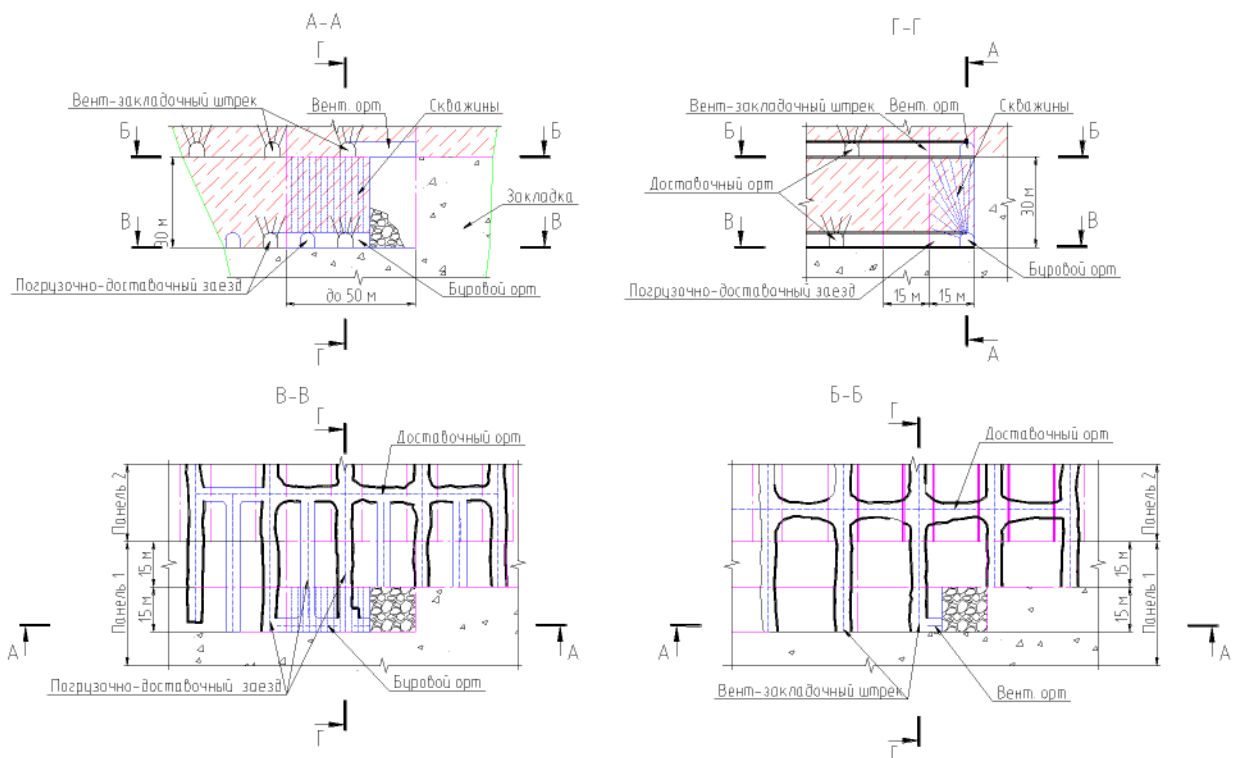 А-А
Г
Вент-закладочный штрек
Вент. орт
Скважины
Б
Б
30 м
Закладка
В
В
Погрузочно-доставочный заезд
до 50 м
Буровой орт
Г
Г-Г
А
Вент-закладочный штрек
Вент. орт
Скважины
Б
Б
Доставочный орт
30 м
В
В
Буровой орт
Погрузочно-доставочный заезд
15 м
15 м
А
В-В
Г
Доставочный орт
Панель 2
Панель 1
15 м
15 м
А
А
Погрузочно-доставочный заезд
Буровой орт
Г
Б-Б
Г
Доставочный орт
Панель 2
15 м
15 м
Панель 1
А
А
Вент-закладочный штрек
Вент. орт
Г